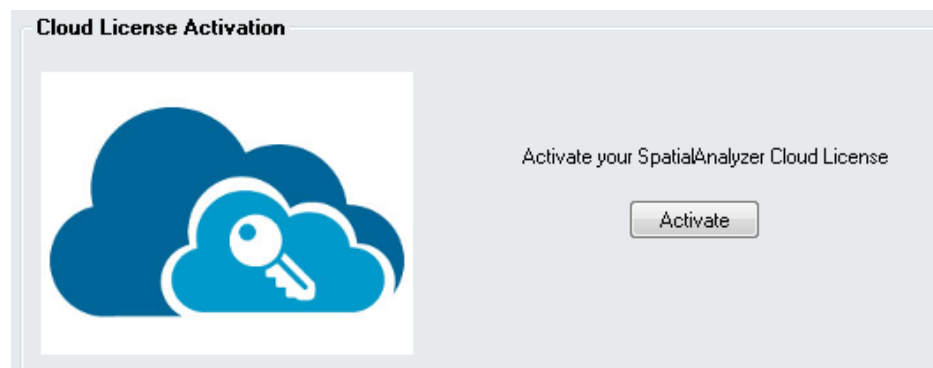 Cloud License Activation
Activate your SpatialAnalyzer Cloud License
Activate